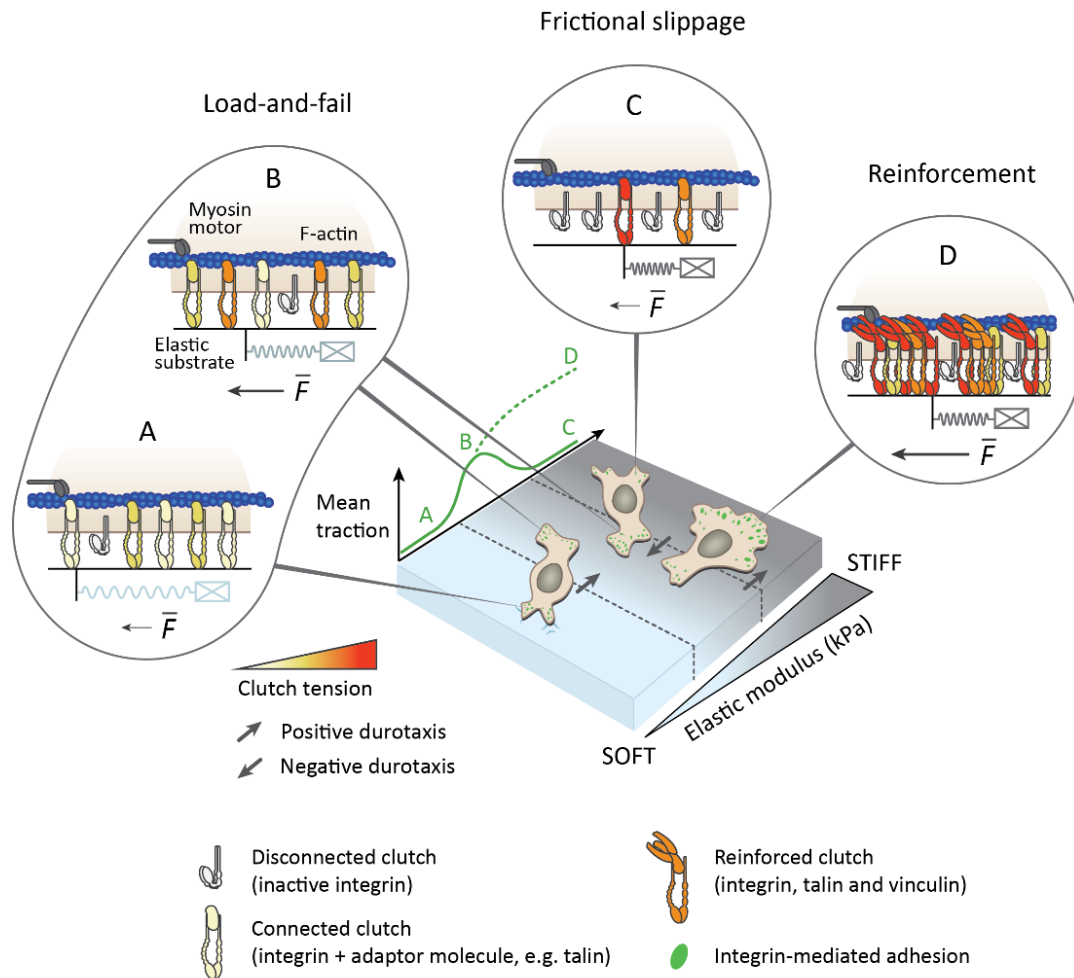 Frictional slippage
Load-and-fail
C
Reinforcement
B
Myosin
motor
F-actin
F̅
D
Elastic
substrate
F̅
A
D
B
C
F̅
Mean
traction
A
F̅
STIFF
Clutch tension
Elastic modulus (kPa)
Positive durotaxis
Negative durotaxis
SOFT
Disconnected clutch
(inactive integrin)
Reinforced clutch
(integrin, talin and vinculin)
Connected clutch
(integrin + adaptor molecule, e.g. talin)
Integrin-mediated adhesion